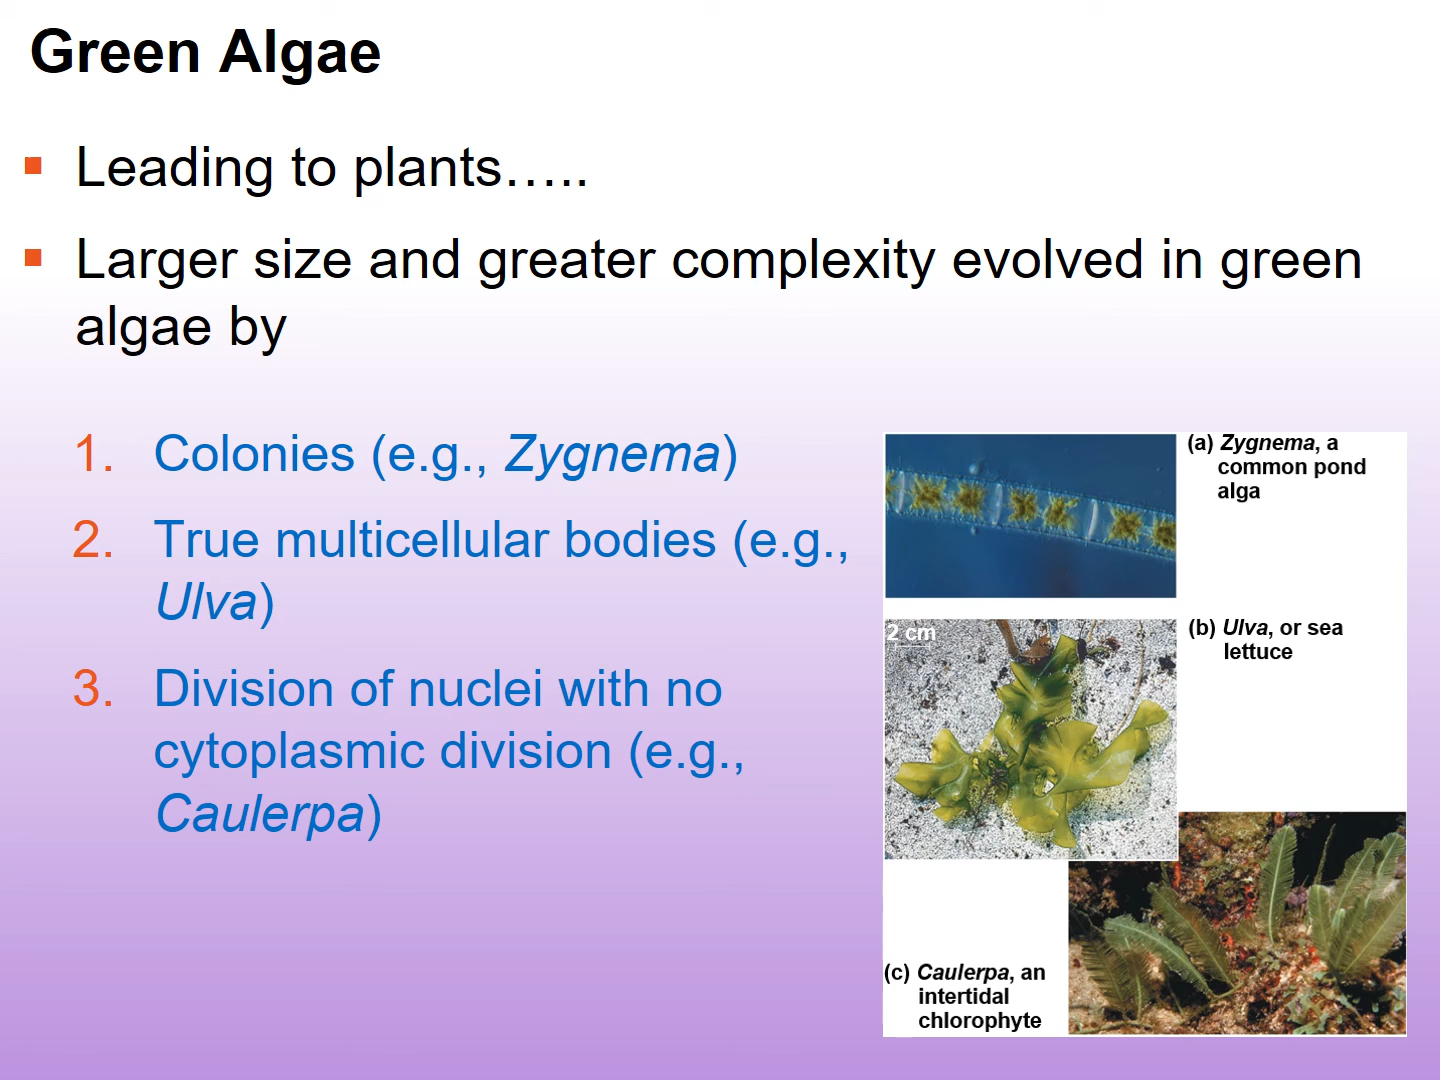 Green Algae
Leading to plants…..
Larger size and greater complexity evolved in green
algae by
1. Colonies (e.g., Zygnema)
2. True multicellular bodies (e.g.,
Ulva)
3. Division of nuclei with no
cytoplasmic division (e.g.,
Caulerpa)
(a) Zygnema, a
common pond
alga
2 cm
(b) Ulva, or sea
lettuce
(c) Caulerpa, an
intertidal
chlorophyte